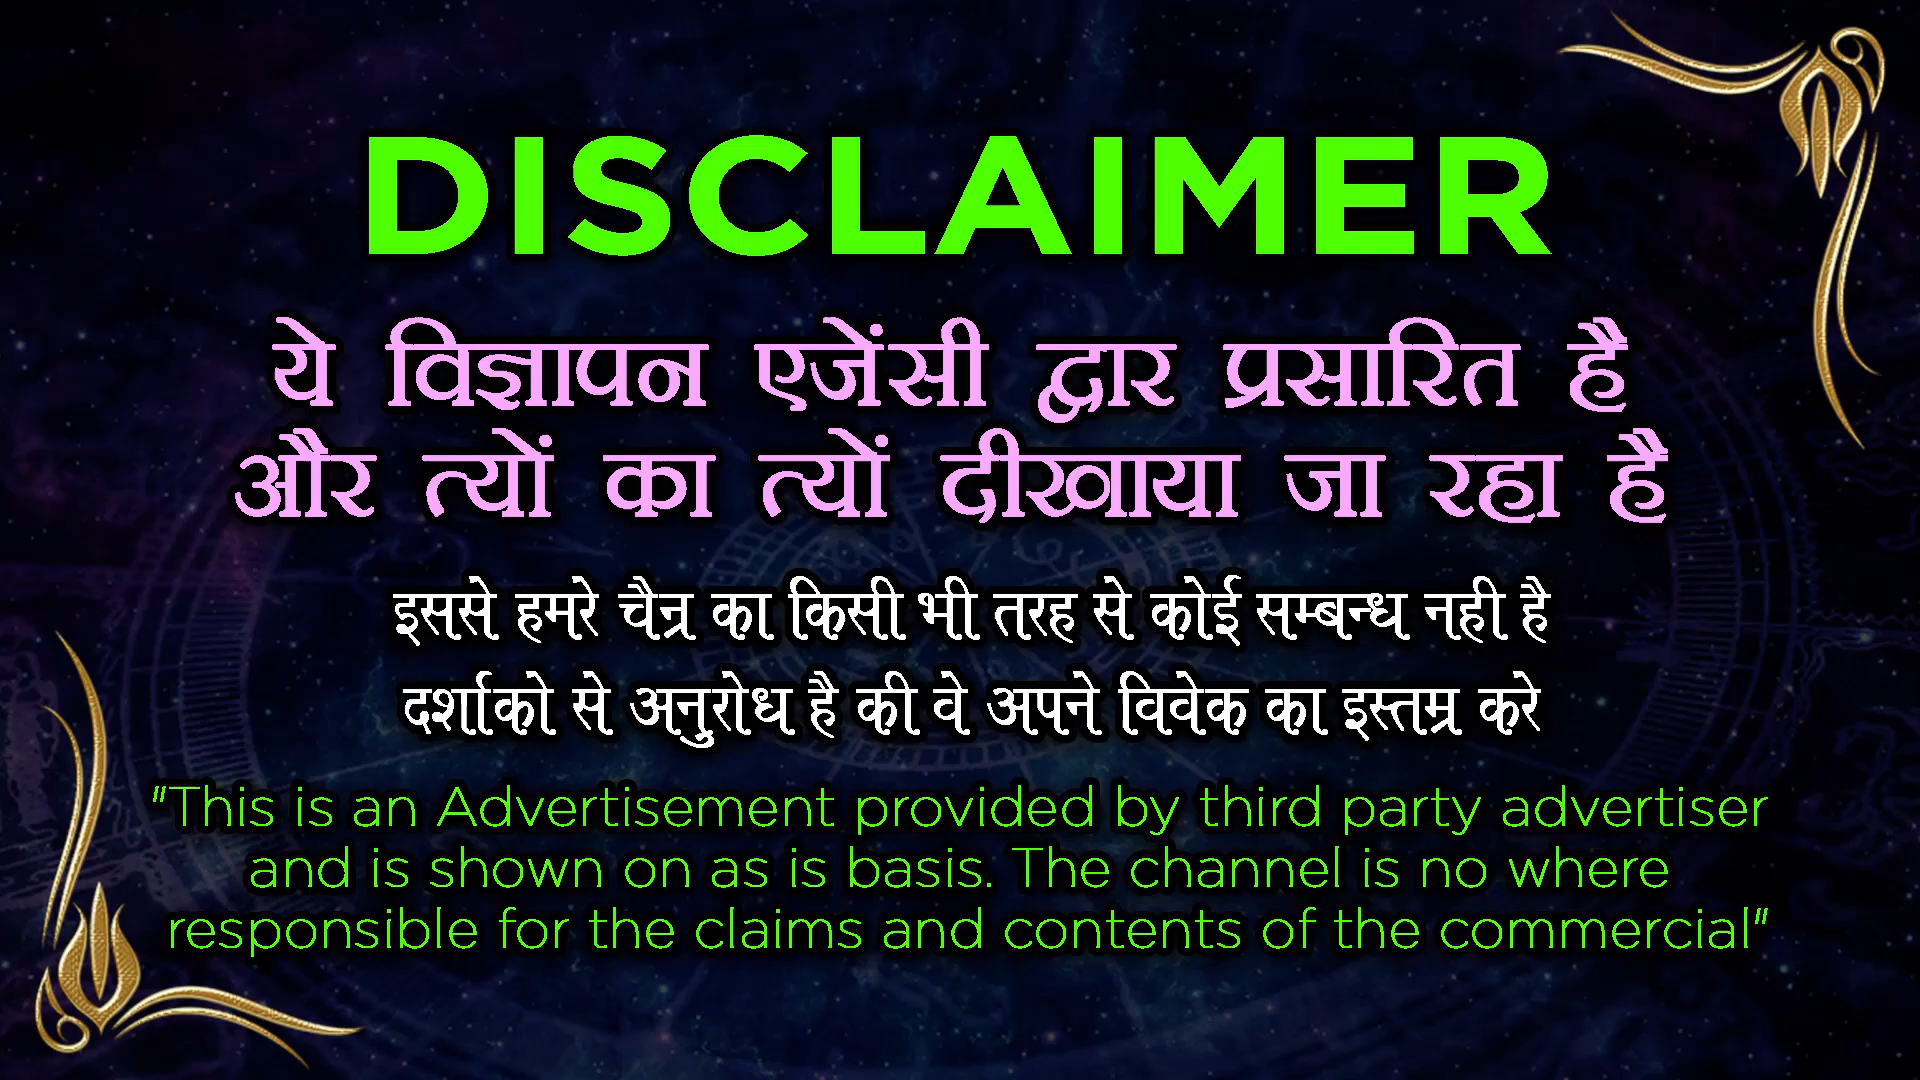 DISCLAIMER
ये विज्ञापन एजेंसी द्वार प्रसारित है
और त्यों का त्यों दीखाया जा रहा है
इससे हमरे चैन्र का किसी भी तरह से कोई सम्बन्ध नही है
दर्शाको से अनुरोध है की वे अपने विवेक का इस्तम्र करे
"This is an Advertisement provided by third party advertiser
and is shown on as is basis. The channel is no where
responsible for the claims and contents of the commercial"